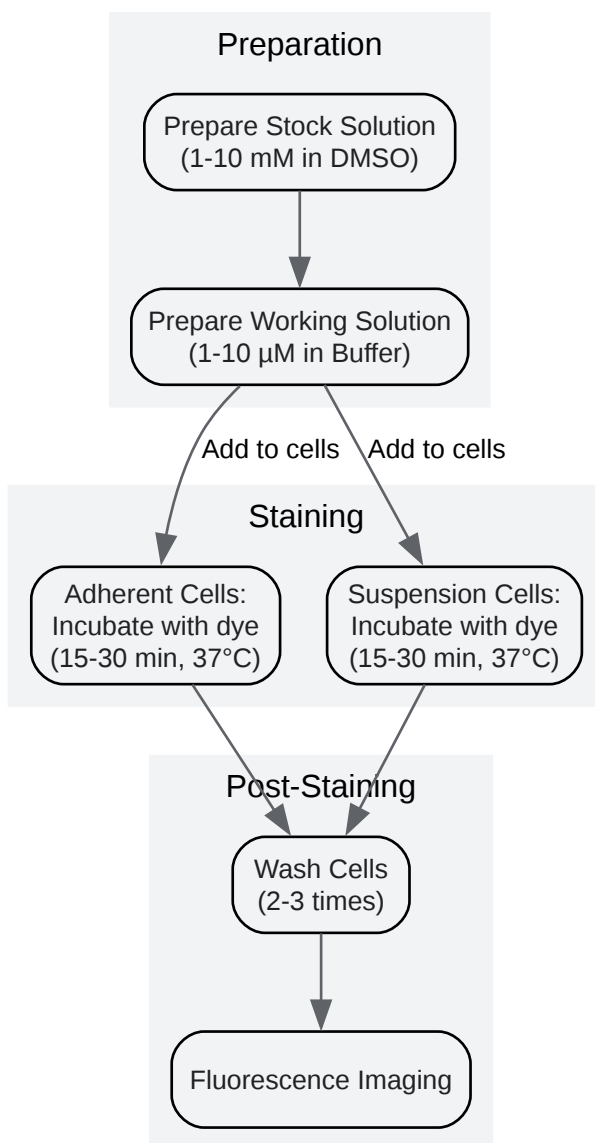 Preparation
Prepare Stock Solution
(1-10 mM in DMSO)
Prepare Working Solution
(1-10 µM in Buffer)
Add to cells
Add to cells
Staining
Adherent Cells:
Incubate with dye
(15-30 min, 37°C)
Suspension Cells:
Incubate with dye
(15-30 min, 37°C)
Post-Staining
Wash Cells
(2-3 times)
Fluorescence Imaging